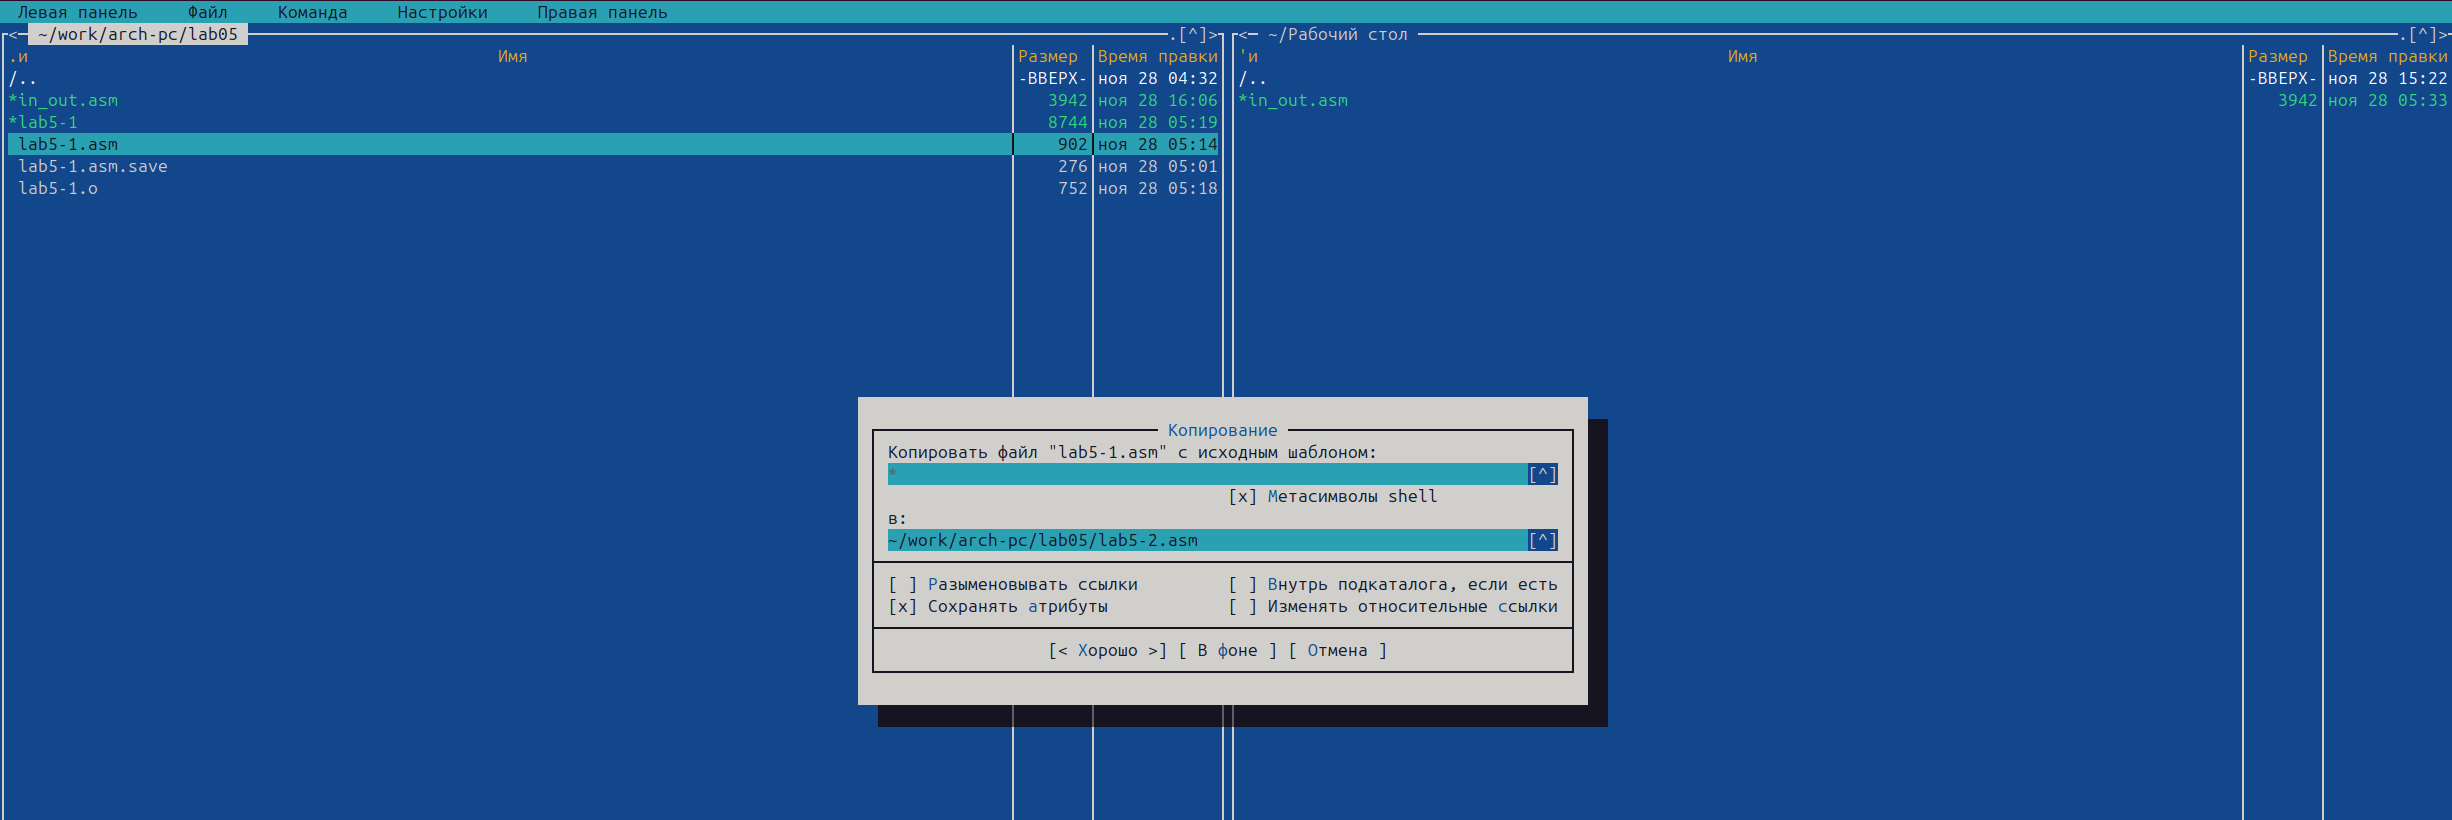 Левая панель Файл Команда Настройки Правая панель
<- ~/work/arch-pc/lab05 .[^]> <- ~/Рабочий стол .[^]>
.и Имя Размер Время правки 'и Имя Размер Время правки
/.. -ВВЕРХ- ноя 28 04:32 /.. -ВВЕРХ- ноя 28 15:22
*in_out.asm 3942 ноя 28 16:06 *in_out.asm 3942 ноя 28 05:33
*lab5-1 8744 ноя 28 05:19
lab5-1.asm 902 ноя 28 05:14
lab5-1.asm.save 276 ноя 28 05:01
lab5-1.o 752 ноя 28 05:18
Копирование
Копировать файл "lab5-1.asm" с исходным шаблоном:
* [^]
[x] Метасимволы shell
в:
~/work/arch-pc/lab05/lab5-2.asm [^]
[ ] Разыменовывать ссылки [ ] Внутрь подкаталога, если есть
[x] Сохранять атрибуты [ ] Изменять относительные ссылки
[< Хорошо >] [ В фоне ] [ Отмена ]